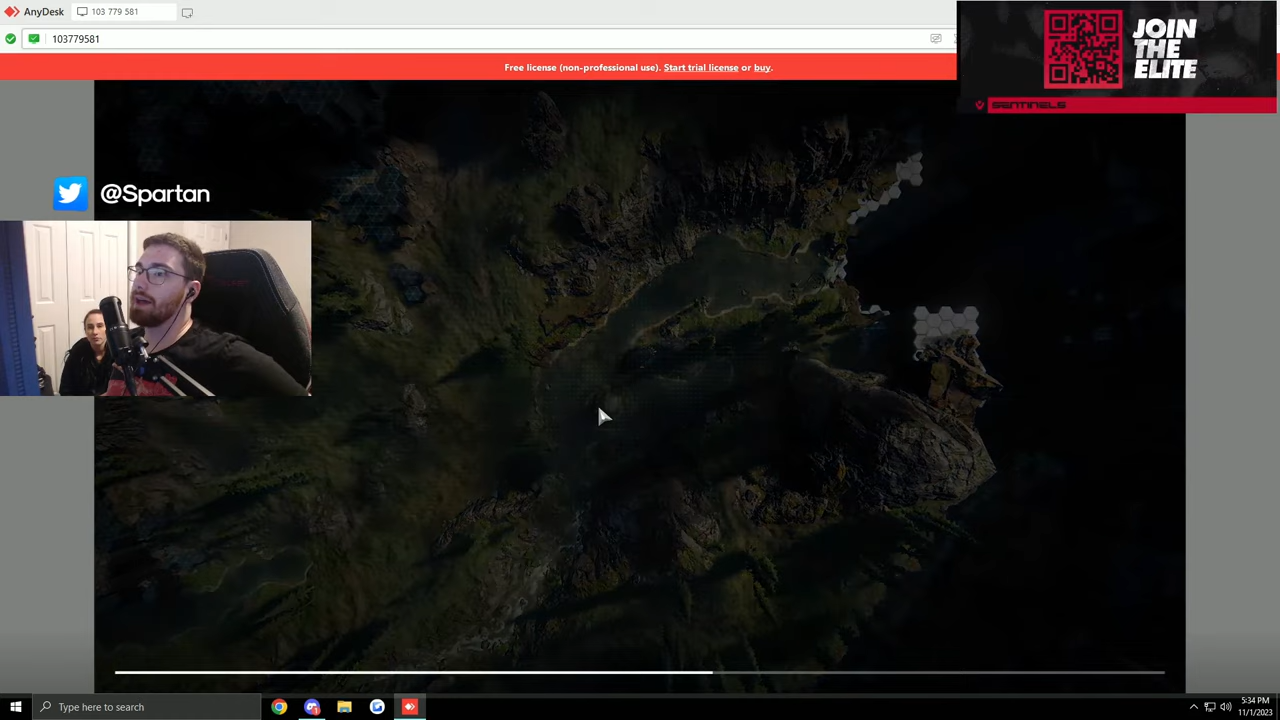 AnyDesk
103 779 581
103779581
Free license (non-professional use). Start trial license or buy.
JOIN
THE
ELITE
SENTINELS
@Spartan
Type here to search
5:34 PM
11/1/2023